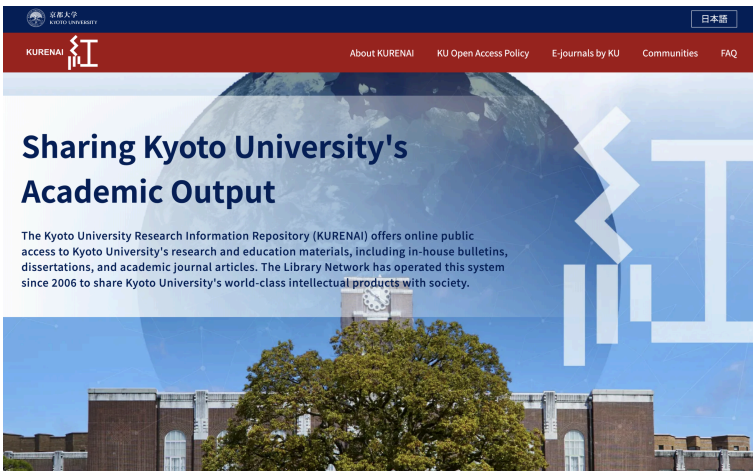 京都大学
KYOTO UNIVERSITY
日本語
KURENAI 紅
About KURENAI KU Open Access Policy E-journals by KU Communities FAQ
Sharing Kyoto University's
Academic Output
The Kyoto University Research Information Repository (KURENAI) offers online public
access to Kyoto University's research and education materials, including in-house bulletins,
dissertations, and academic journal articles. The Library Network has operated this system
since 2006 to share Kyoto University's world-class intellectual products with society.
紅